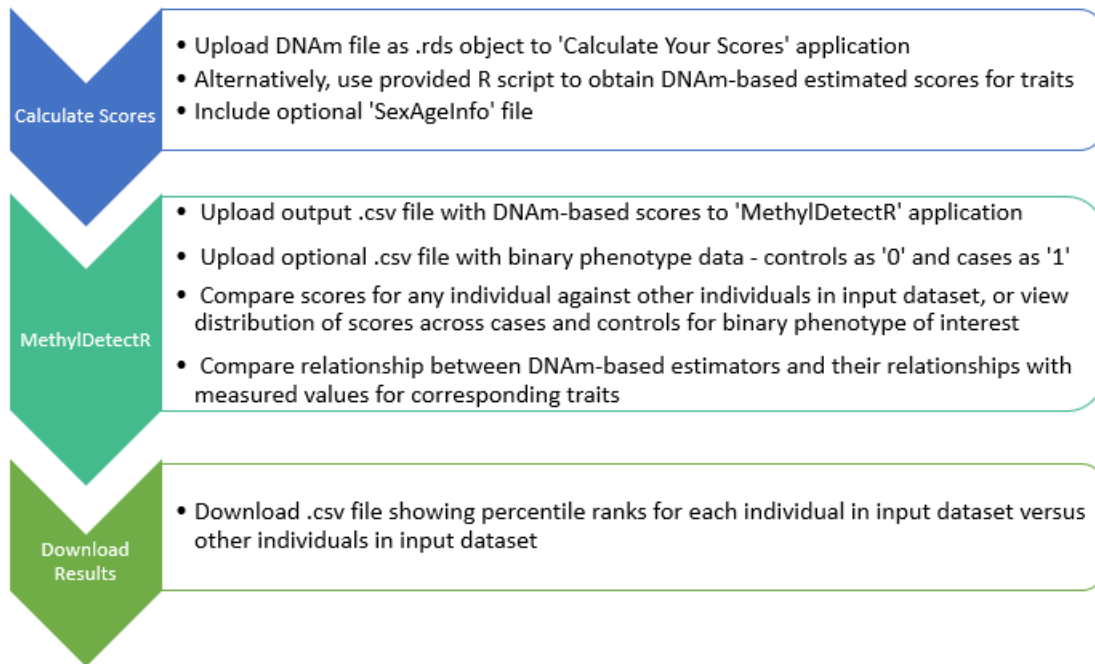 Calculate Scores
• Upload DNAm file as .rds object to 'Calculate Your Scores' application
• Alternatively, use provided R script to obtain DNAm-based estimated scores for traits
• Include optional 'SexAgeInfo' file
MethylDetectR
• Upload output .csv file with DNAm-based scores to 'MethylDetectR' application
• Upload optional .csv file with binary phenotype data - controls as '0' and cases as '1'
• Compare scores for any individual against other individuals in input dataset, or view
distribution of scores across cases and controls for binary phenotype of interest
• Compare relationship between DNAm-based estimators and their relationships with
measured values for corresponding traits
Download
Results
• Download .csv file showing percentile ranks for each individual in input dataset versus
other individuals in input dataset